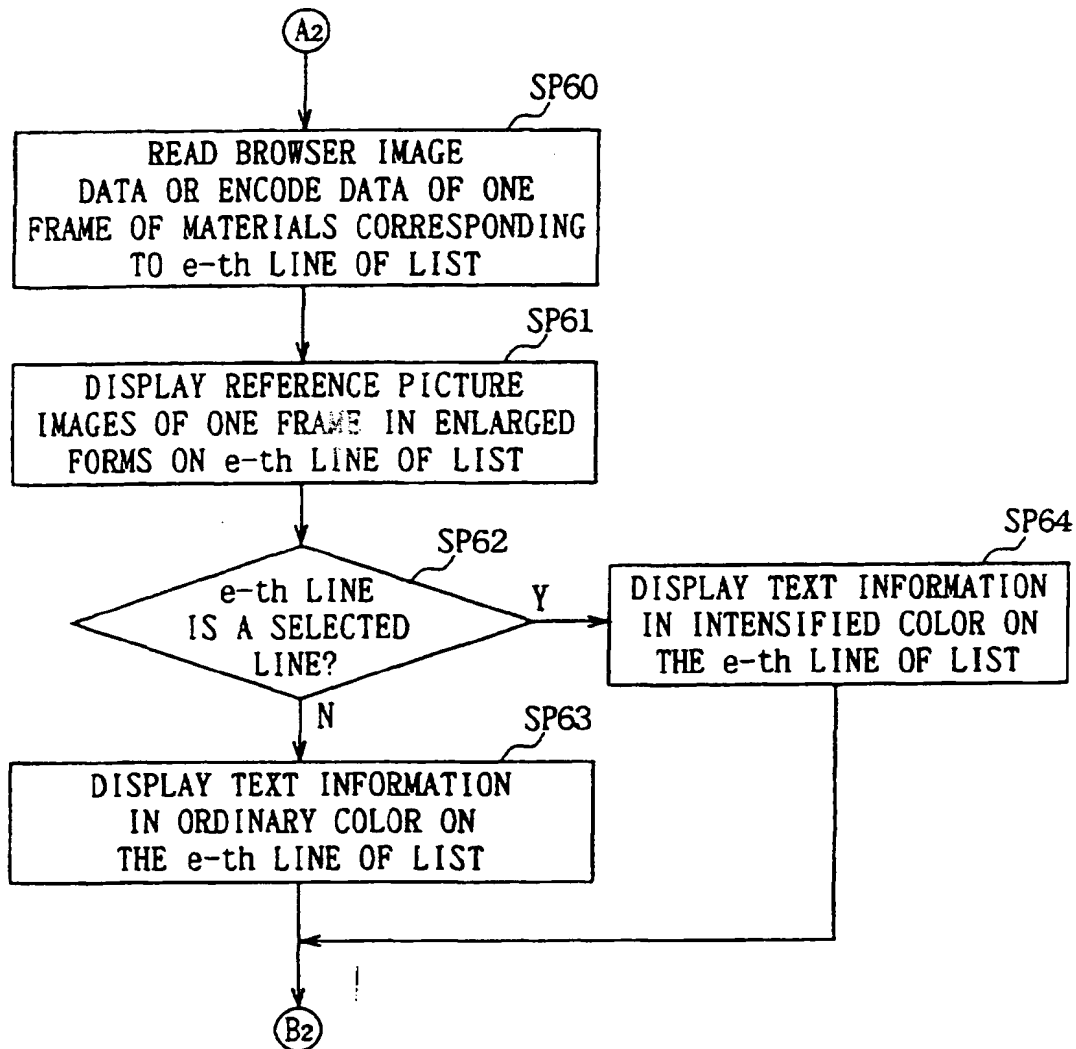 A2
SP60
READ BROWSER IMAGE
DATA OR ENCODE DATA OF ONE
FRAME OF MATERIALS CORRESPONDING
TO e-th LINE OF LIST
SP61
DISPLAY REFERENCE PICTURE
IMAGES OF ONE FRAME IN ENLARGED
FORMS ON e-th LINE OF LIST
SP62
e-th LINE
IS A SELECTED
LINE?
Y
N
SP64
DISPLAY TEXT INFORMATION
IN INTENSIFIED COLOR ON
THE e-th LINE OF LIST
SP63
DISPLAY TEXT INFORMATION
IN ORDINARY COLOR ON
THE e-th LINE OF LIST
B2